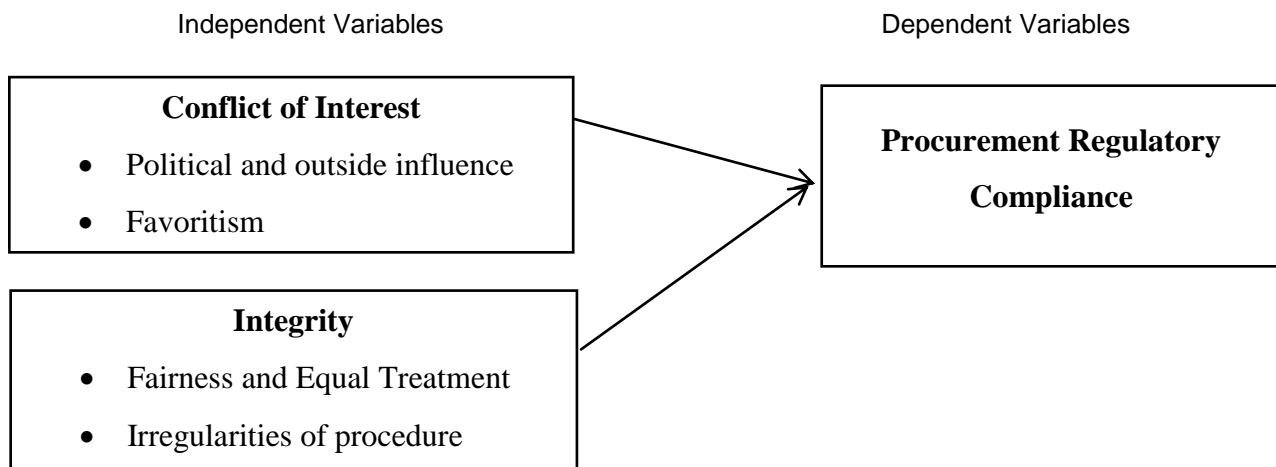 Independent Variables
Dependent Variables
Conflict of Interest
• Political and outside influence
• Favoritism
Procurement Regulatory
Compliance
Integrity
• Fairness and Equal Treatment
• Irregularities of procedure